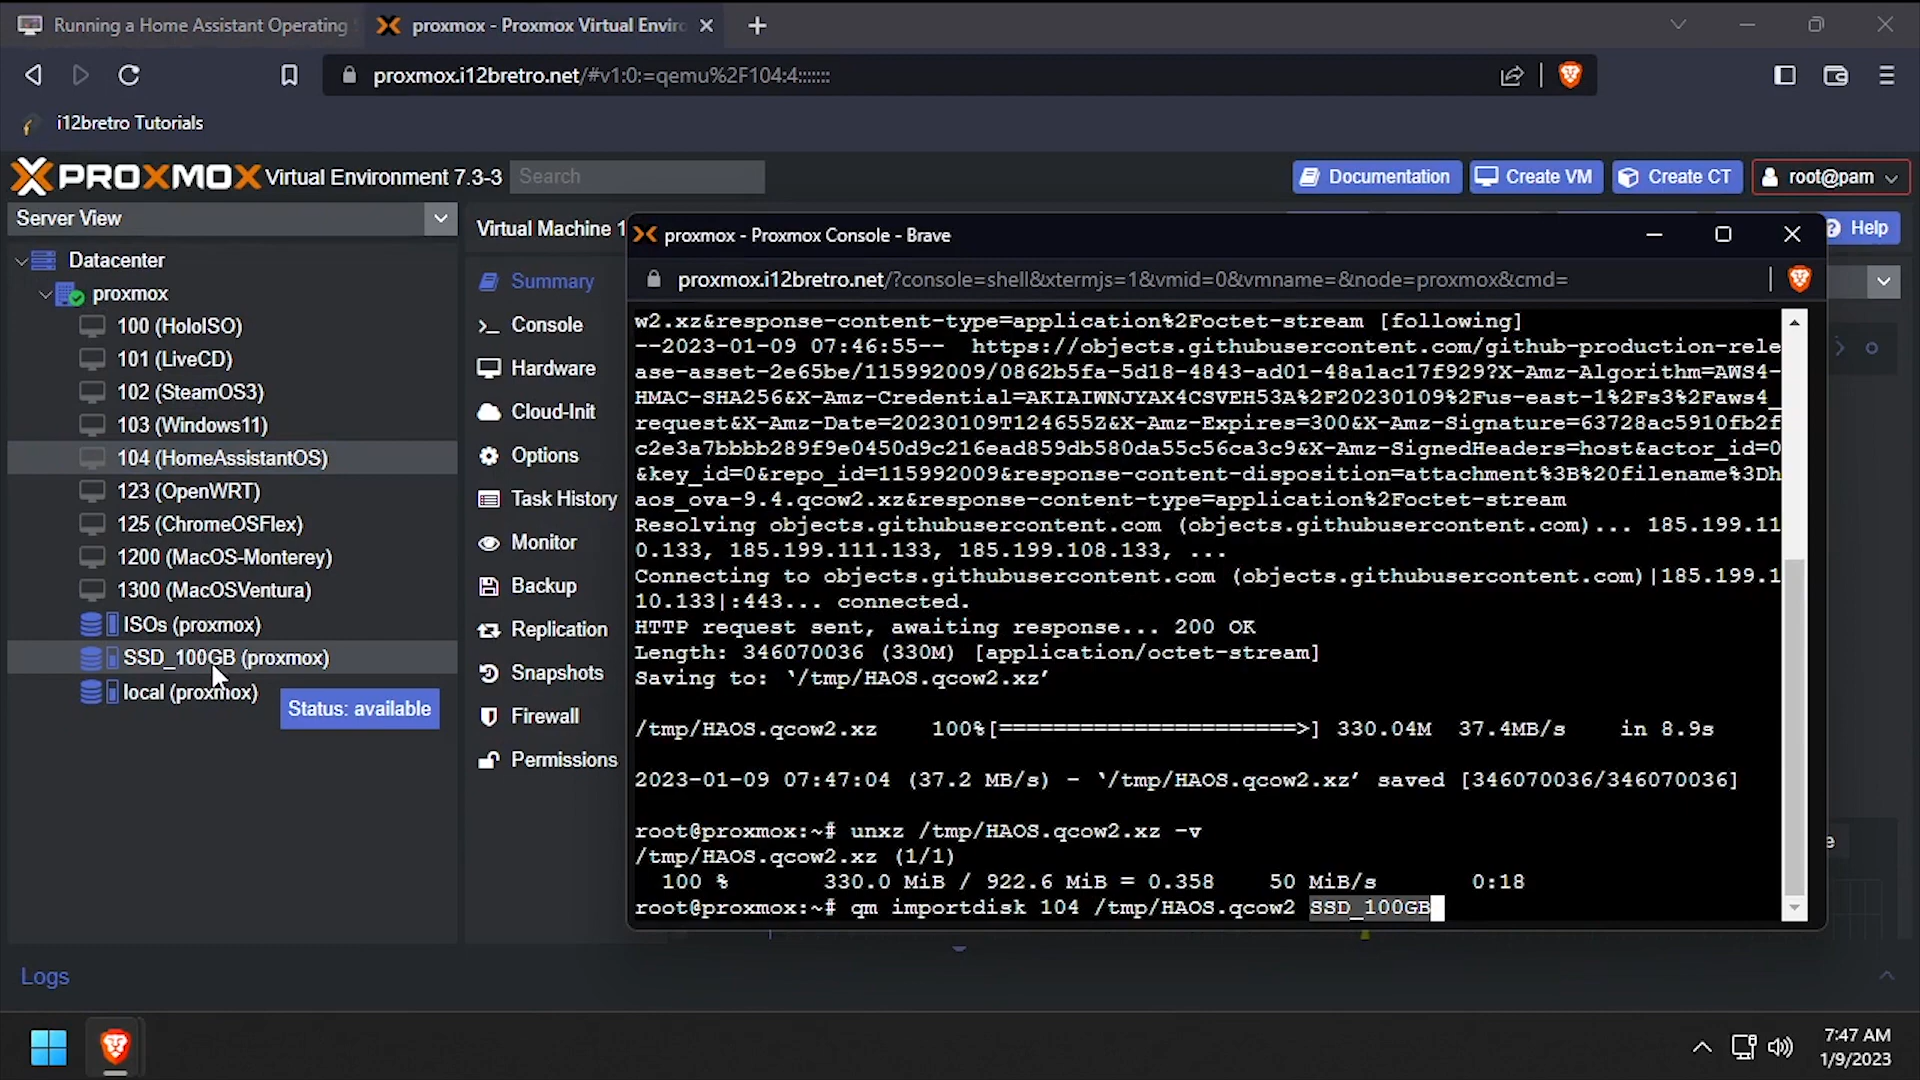 Running a Home Assistant Operating
proxmox - Proxmox Virtual Enviro
proxmox.i12bretro.net/#v1:0:=qemu%2F104:4:::::::
i12bretro Tutorials
PROXMOX Virtual Environment 7.3-3
Search
Documentation
Create VM
Create CT
root@pam
Server View
Virtual Machine 1
Help
Datacenter
proxmox
100 (HoloISO)
101 (LiveCD)
102 (SteamOS3)
103 (Windows11)
104 (HomeAssistantOS)
123 (OpenWRT)
125 (ChromeOSFlex)
1200 (MacOS-Monterey)
1300 (MacOSVentura)
ISOs (proxmox)
SSD_100GB (proxmox)
local (proxmox)
Status: available
Summary
Console
Hardware
Cloud-Init
Options
Task History
Monitor
Backup
Replication
Snapshots
Firewall
Permissions
proxmox - Proxmox Console - Brave
proxmox.i12bretro.net/?console=shell&xtermjs=1&vmid=0&vmname=&node=proxmox&cmd=
w2.xz&response-content-type=application%2Foctet-stream [following]
--2023-01-09 07:46:55--  https://objects.githubusercontent.com/github-production-rele
ase-asset-2e65be/115992009/0862b5fa-5d18-4843-ad01-48a1ac17f929?X-Amz-Algorithm=AWS4-
HMAC-SHA256&X-Amz-Credential=AKIAIWNJYAX4CSVEH53A%2F20230109%2Fus-east-1%2Fs3%2Faws4_
request&X-Amz-Date=20230109T124655Z&X-Amz-Expires=300&X-Amz-Signature=63728ac5910fb2f
c2e3a7bbbb289f9e0450d9c216ead859db580da55c56ca3c9&X-Amz-SignedHeaders=host&actor_id=0
&key_id=0&repo_id=115992009&response-content-disposition=attachment%3B%20filename%3Dh
aos_ova-9.4.qcow2.xz&response-content-type=application%2Foctet-stream
Resolving objects.githubusercontent.com (objects.githubusercontent.com)... 185.199.11
0.133, 185.199.111.133, 185.199.108.133, ...
Connecting to objects.githubusercontent.com (objects.githubusercontent.com)|185.199.1
10.133|:443... connected.
HTTP request sent, awaiting response... 200 OK
Length: 346070036 (330M) [application/octet-stream]
Saving to: ‘/tmp/HAOS.qcow2.xz’
/tmp/HAOS.qcow2.xz    100%[======================>] 330.04M  37.4MB/s    in 8.9s
2023-01-09 07:47:04 (37.2 MB/s) - ‘/tmp/HAOS.qcow2.xz’ saved [346070036/346070036]
root@proxmox:~# unxz /tmp/HAOS.qcow2.xz -v
/tmp/HAOS.qcow2.xz (1/1)
100 %       330.0 MiB / 922.6 MiB = 0.358    50 MiB/s       0:18
root@proxmox:~# qm importdisk 104 /tmp/HAOS.qcow2 SSD_100GB
e
Logs
7:47 AM
1/9/2023